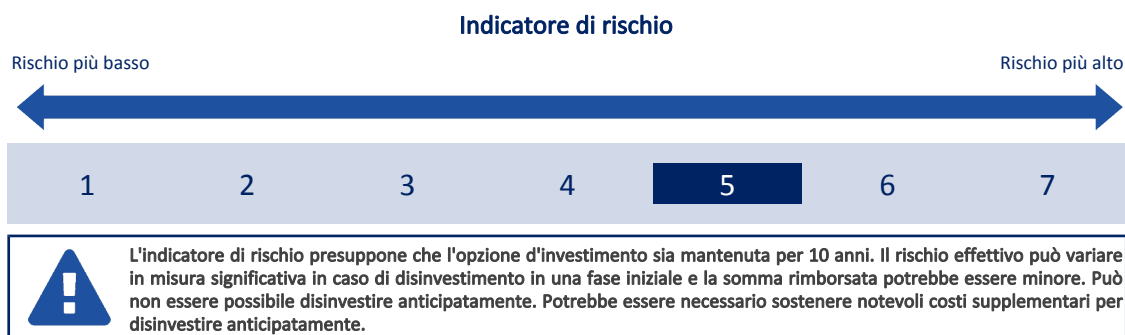 Indicatore di rischio
Rischio più basso
Rischio più alto
1 2 3 4 5 6 7
L'indicatore di rischio presuppone che l'opzione d'investimento sia mantenuta per 10 anni. Il rischio effettivo può variare
in misura significativa in caso di disinvestimento in una fase iniziale e la somma rimborsata potrebbe essere minore. Può
non essere possibile disinvestire anticipatamente. Potrebbe essere necessario sostenere notevoli costi supplementari per
disinvestire anticipatamente.